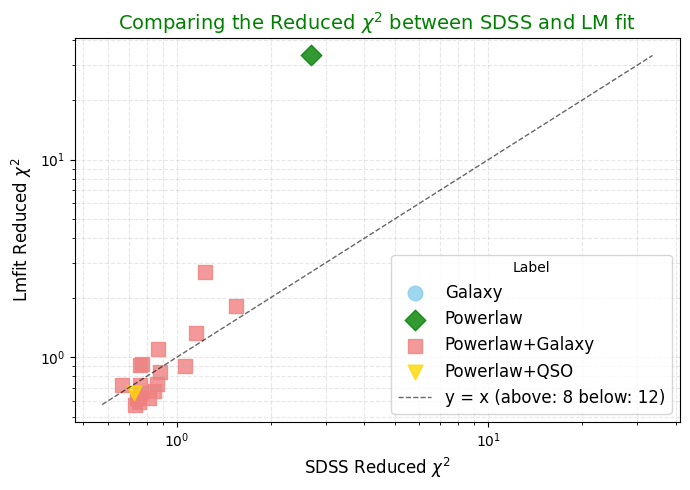 Comparing the Reduced χ² between SDSS and LM fit
Lmfit Reduced χ²
10¹
10⁰
Label
Galaxy
Powerlaw
Powerlaw+Galaxy
Powerlaw+QSO
y = x (above: 8 below: 12)
10⁰
10¹
SDSS Reduced χ²